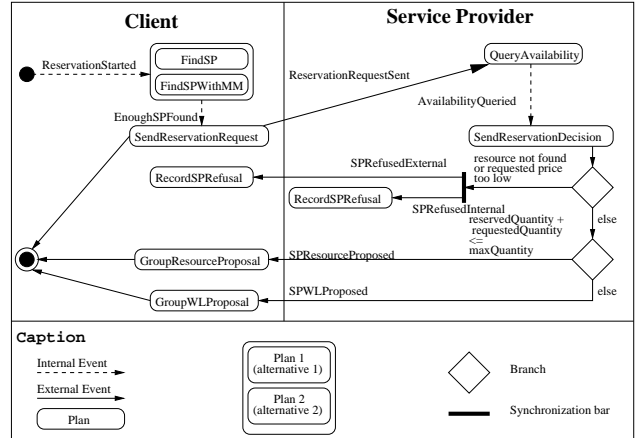 Client
Service Provider
ReservationStarted
FindSP
FindSPWithMM
QueryAvailability
ReservationRequestSent
EnoughSPFound
AvailabilityQueried
SendReservationRequest
SendReservationDecision
resource not found
or requested price
too low
SPRefusedExternal
RecordSPRefusal
RecordSPRefusal
SPRefusedInternal
else
reservedQuantity +
requestedQuantity
<=
maxQuantity
SPResourceProposed
GroupResourceProposal
SPWLProposed
else
GroupWLProposal
Caption
Internal Event
External Event
Plan
Plan 1
(alternative 1)
Plan 2
(alternative 2)
Branch
Synchronization bar